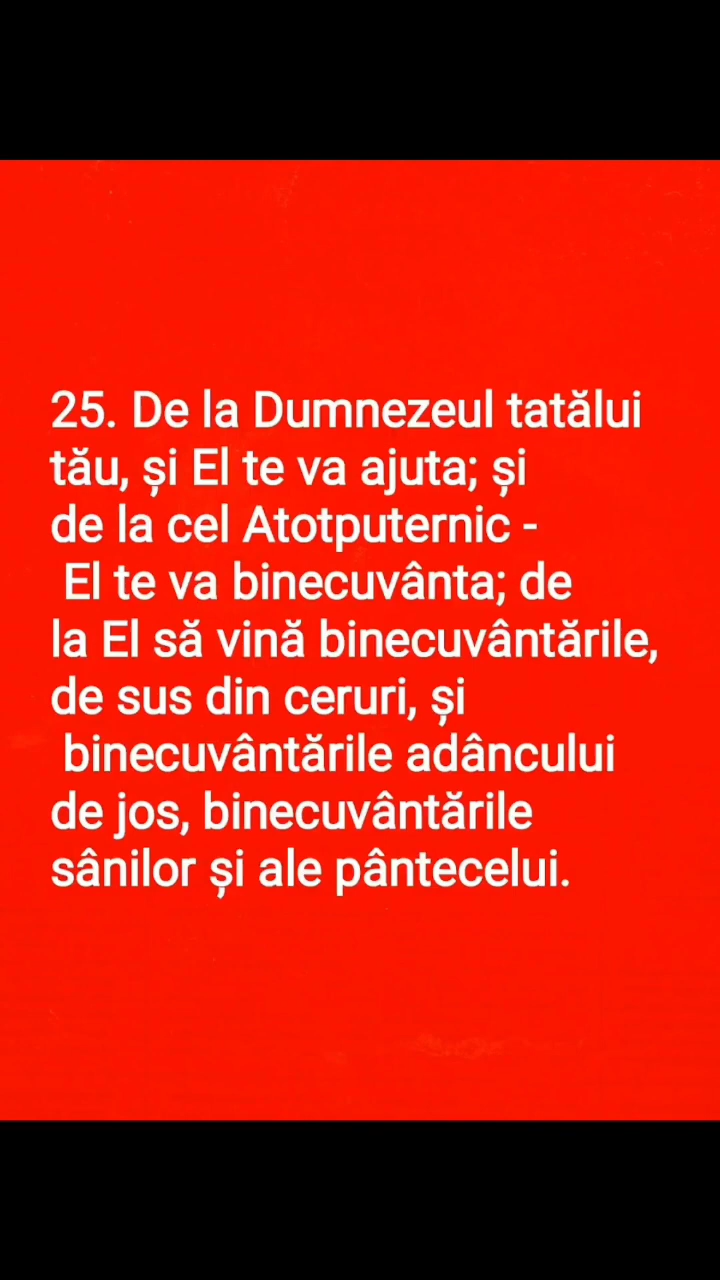 25. De la Dumnezeul tatălui
tău, și El te va ajuta; și
de la cel Atotputernic -
El te va binecuvânta; de
la El să vină binecuvântările,
de sus din ceruri, și
binecuvântările adâncului
de jos, binecuvântările
sânilor și ale pântecelui.